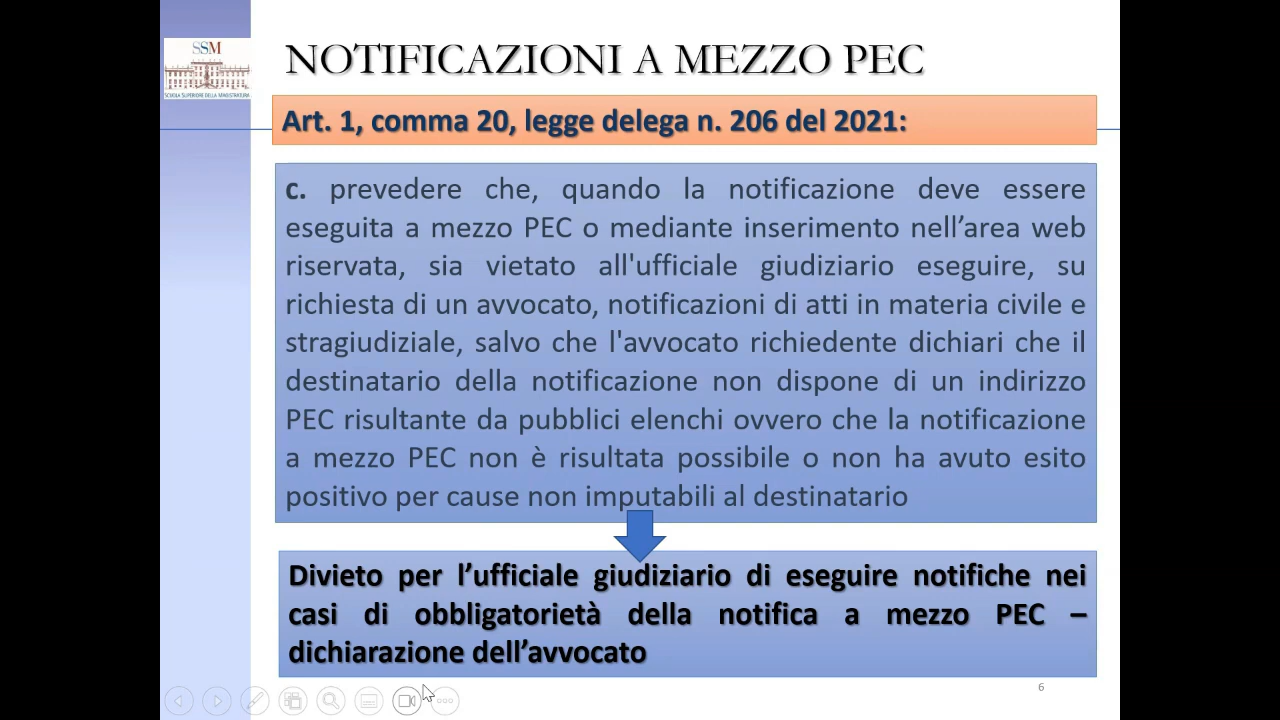 SSM
SCUOLA SUPERIORE DELLA MAGISTRATURA
NOTIFICAZIONI A MEZZO PEC
Art. 1, comma 20, legge delega n. 206 del 2021:
c. prevedere che, quando la notificazione deve essere
eseguita a mezzo PEC o mediante inserimento nell’area web
riservata, sia vietato all'ufficiale giudiziario eseguire, su
richiesta di un avvocato, notificazioni di atti in materia civile e
stragiudiziale, salvo che l'avvocato richiedente dichiari che il
destinatario della notificazione non dispone di un indirizzo
PEC risultante da pubblici elenchi ovvero che la notificazione
a mezzo PEC non è risultata possibile o non ha avuto esito
positivo per cause non imputabili al destinatario
Divieto per l’ufficiale giudiziario di eseguire notifiche nei
casi di obbligatorietà della notifica a mezzo PEC –
dichiarazione dell’avvocato
6